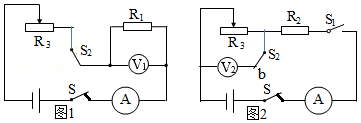 R₁
R₃
S₂
V₁
S
A
图1
S₁
R₂
R₃
S₂
V₂
b
S
A
图2